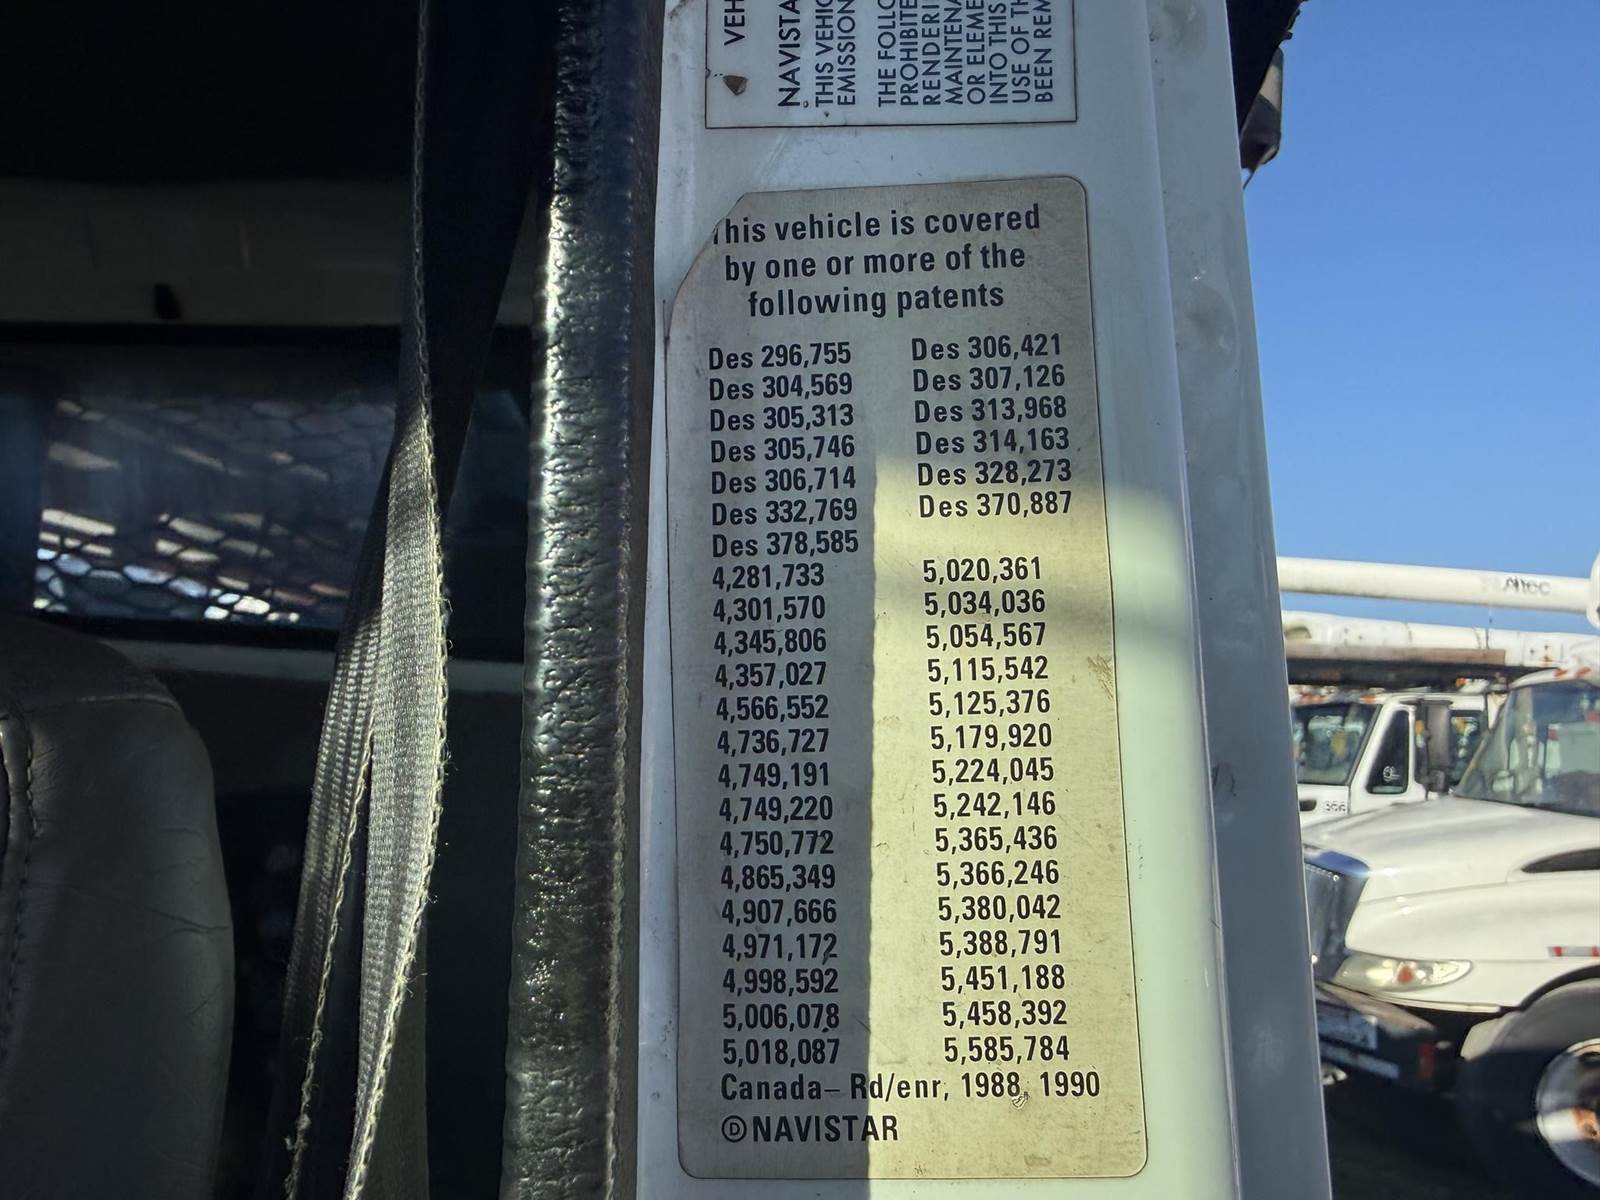 VEH
NAVISTA
THIS VEHIC
EMISSION
THE FOLLO
PROHIBITE
RENDERI
MAINTENA
OR ELEME
INTO THIS
USE OF TH
BEEN REM
This vehicle is covered
by one or more of the
following patents
Des 296,755 Des 306,421
Des 304,569 Des 307,126
Des 305,313 Des 313,968
Des 305,746 Des 314,163
Des 306,714 Des 328,273
Des 332,769 Des 370,887
Des 378,585
4,281,733 5,020,361
4,301,570 5,034,036
4,345,806 5,054,567
4,357,027 5,115,542
4,566,552 5,125,376
4,736,727 5,179,920
4,749,191 5,224,045
4,749,220 5,242,146
4,750,772 5,365,436
4,865,349 5,366,246
4,907,666 5,380,042
4,971,172 5,388,791
4,998,592 5,451,188
5,006,078 5,458,392
5,018,087 5,585,784
Canada– Rd/enr, 1988, 1990
Ⓓ NAVISTAR
Altec
356